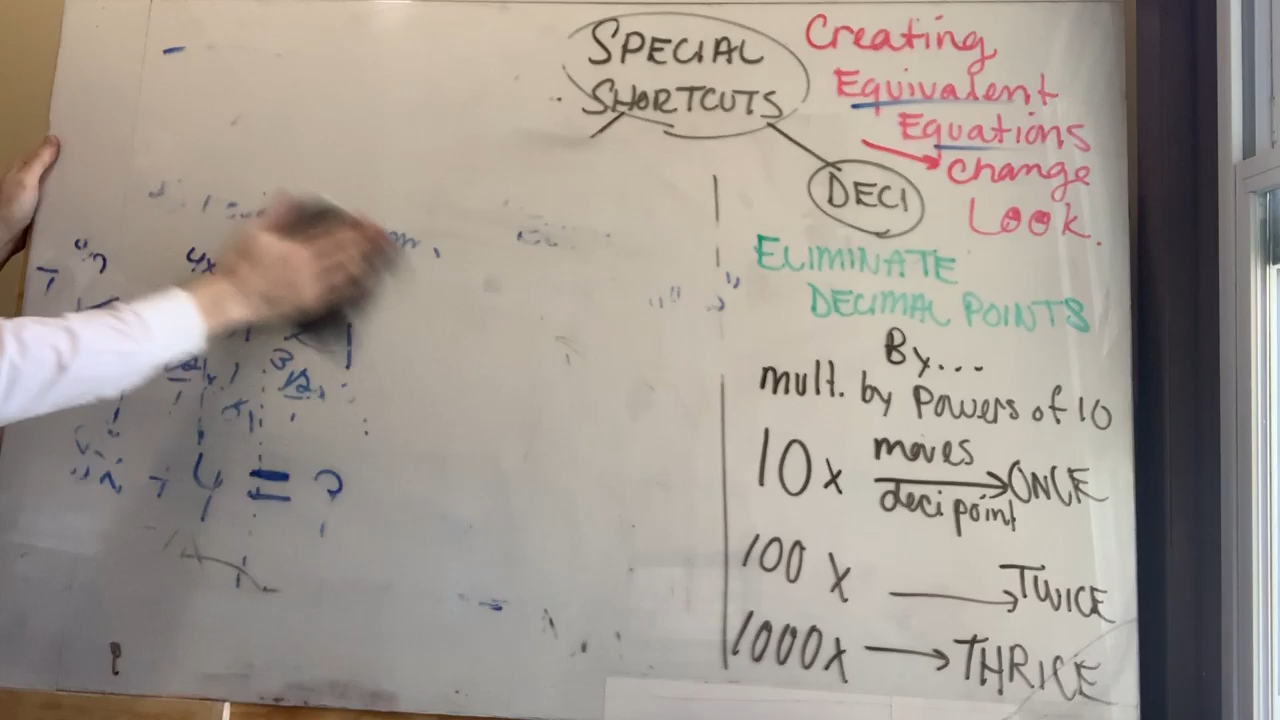 SPECIAL
SHORTCUTS
Creating
Equivalent
Equations
Change
Look.
DECI
ELIMINATE
DECIMAL POINTS
By...
mult. by Powers of 10
10x moves deci point ONCE
100 x TWICE
1000x THRICE
4x